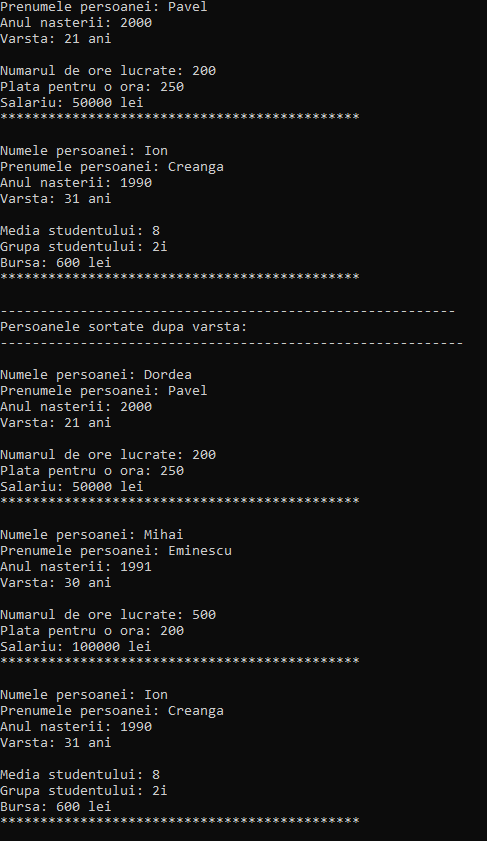 Prenumele persoanei: Pavel
Anul nasterii: 2000
Varsta: 21 ani
Numarul de ore lucrate: 200
Plata pentru o ora: 250
Salariu: 50000 lei
*********************************************
Numele persoanei: Ion
Prenumele persoanei: Creanga
Anul nasterii: 1990
Varsta: 31 ani
Media studentului: 8
Grupa studentului: 2i
Bursa: 600 lei
*********************************************
---------------------------------------------------------
Persoanele sortate dupa varsta:
----------------------------------------------------------
Numele persoanei: Dordea
Prenumele persoanei: Pavel
Anul nasterii: 2000
Varsta: 21 ani
Numarul de ore lucrate: 200
Plata pentru o ora: 250
Salariu: 50000 lei
*********************************************
Numele persoanei: Mihai
Prenumele persoanei: Eminescu
Anul nasterii: 1991
Varsta: 30 ani
Numarul de ore lucrate: 500
Plata pentru o ora: 200
Salariu: 100000 lei
*********************************************
Numele persoanei: Ion
Prenumele persoanei: Creanga
Anul nasterii: 1990
Varsta: 31 ani
Media studentului: 8
Grupa studentului: 2i
Bursa: 600 lei
*********************************************